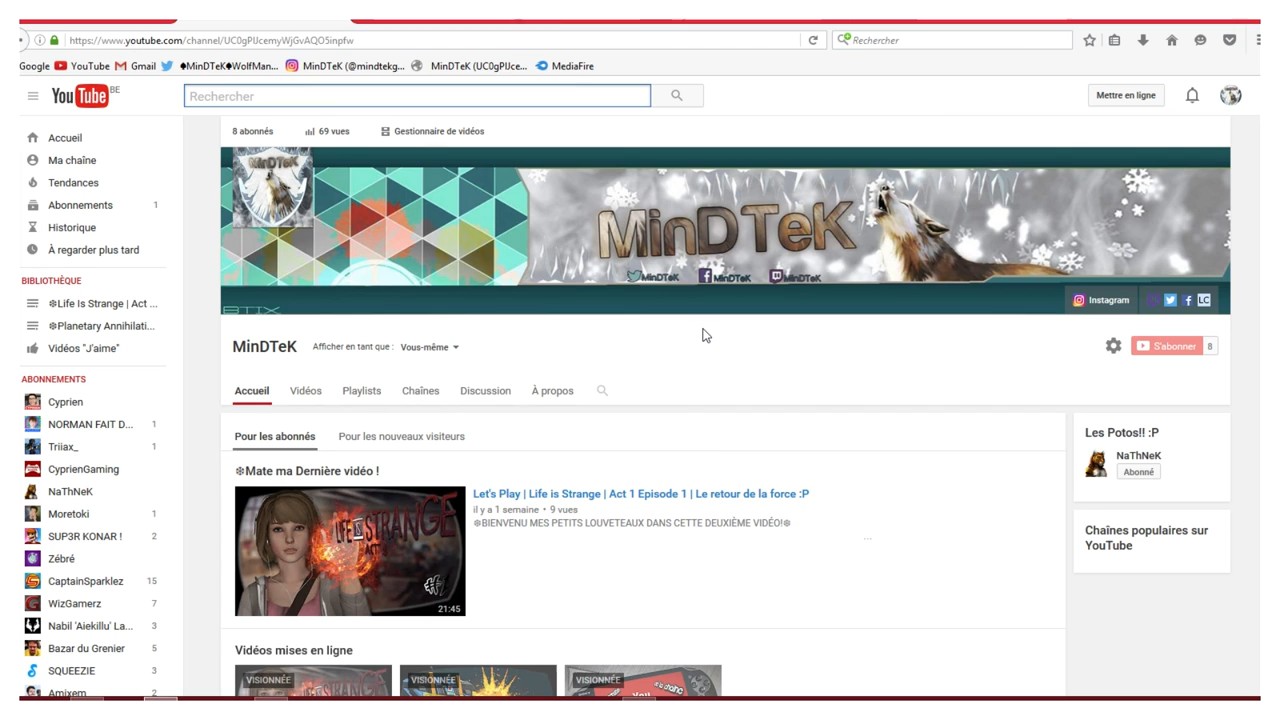 https://www.youtube.com/channel/UC0gPlJcemyWjGvAQO5inpfw
Rechercher
Google YouTube Gmail ♠MinDTeK♠WolfMan... MinDTeK (@mindtekg... MinDTeK (UC0gPlJce... MediaFire
YouTube BE
Rechercher
Mettre en ligne
8 abonnés 69 vues Gestionnaire de vidéos
Accueil
Ma chaîne
Tendances
Abonnements 1
Historique
À regarder plus tard
BIBLIOTHÈQUE
❄Life Is Strange | Act ...
❄Planetary Annihilati...
Vidéos "J'aime"
ABONNEMENTS
Cyprien
NORMAN FAIT D... 1
Triiax_ 1
CyprienGaming
NaThNeK
Moretoki 1
SUP3R KONAR ! 2
Zébré
CaptainSparklez 15
WizGamerz 7
Nabil 'Aiekillu' La... 3
Bazar du Grenier 5
SQUEEZIE 3
Amixem 2
MinDTeK
MinDTeK
MinDTeK MinDTeK MinDTeK
BTIX
Instagram LC
MinDTeK Afficher en tant que : Vous-même
S'abonner 8
Accueil Vidéos Playlists Chaînes Discussion À propos
Pour les abonnés Pour les nouveaux visiteurs
❄Mate ma Dernière vidéo !
LIFE IS STRANGE
ACT
21:45
Let's Play | Life is Strange | Act 1 Episode 1 | Le retour de la force :P
il y a 1 semaine • 9 vues
❄BIENVENU MES PETITS LOUVETEAUX DANS CETTE DEUXIÈME VIDÉO!❄
...
Vidéos mises en ligne
VISIONNÉE VISIONNÉE VISIONNÉE
Les Potos!! :P
NaThNeK
Abonné
Chaînes populaires sur
YouTube